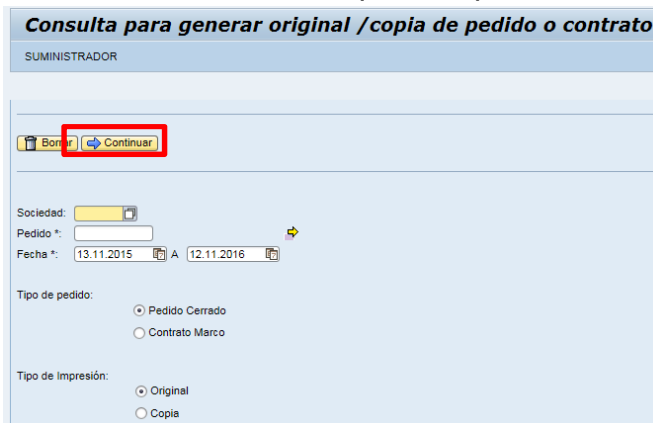 Consulta para generar original /copia de pedido o contrato
SUMINISTRADOR
Borrar Continuar
Sociedad:
Pedido *:
Fecha *: 13.11.2015 A 12.11.2016
Tipo de pedido:
Pedido Cerrado
Contrato Marco
Tipo de Impresión:
Original
Copia